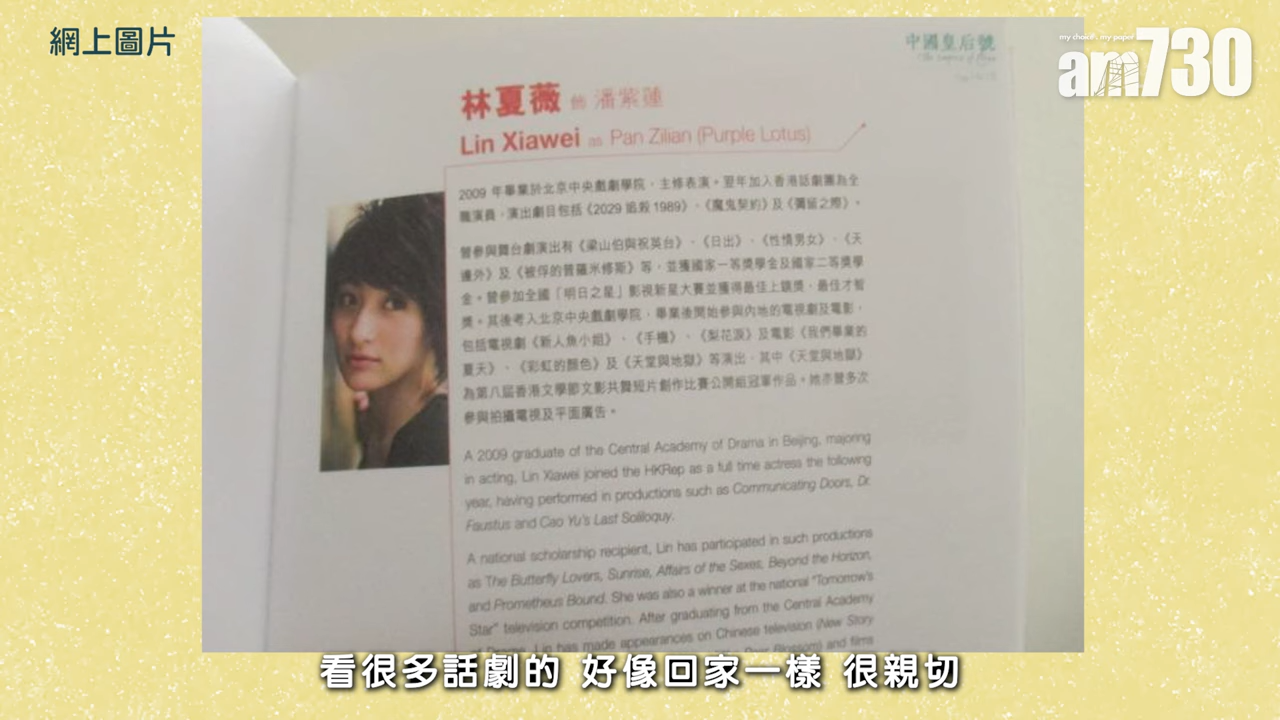 網上圖片
my choice , my paper
am730
中國皇后號
林夏薇 飾 潘紫蓮
Lin Xiawei as Pan Zilian (Purple Lotus)
2009 年畢業於北京中央戲劇學院，主修表演。翌年加入香港話劇團為全
職演員，演出劇目包括《2029 追殺 1989》、《魔鬼契約》及《彌留之際》。
曾參與舞台劇演出有《梁山伯與祝英台》、《日出》、《性情男女》、《天
邊外》及《被俘的普羅米修斯》等，並獲國家一等獎學金及國家二等獎學
金。曾參加全國「明日之星」影視新星大賽並獲得最佳上鏡獎、最佳才智
獎。其後考入北京中央戲劇學院，畢業後開始參與內地的電視劇及電影，
包括電視劇《新人魚小姐》、《手機》、《梨花淚》及電影《我們畢業的
夏天》、《彩虹的顏色》及《天堂與地獄》等演出，其中《天堂與地獄》
為第八屆香港文學節文影共舞短片創作比賽公開組冠軍作品。她亦曾多次
參與拍攝電視及平面廣告。
A 2009 graduate of the Central Academy of Drama in Beijing, majoring
in acting, Lin Xiawei joined the HKRep as a full time actress the following
year, having performed in productions such as Communicating Doors, Dr.
Faustus and Cao Yu's Last Soliloquy.
A national scholarship recipient, Lin has participated in such productions
as The Butterfly Lovers, Sunrise, Affairs of the Sexes, Beyond the Horizon,
and Prometheus Bound. She was also a winner at the national "Tomorrow's
Star" television competition. After graduating from the Central Academy
of Drama, Lin has made appearances on Chinese television (New Story
Pear Blossom) and films
看很多話劇的 好像回家一樣 很親切